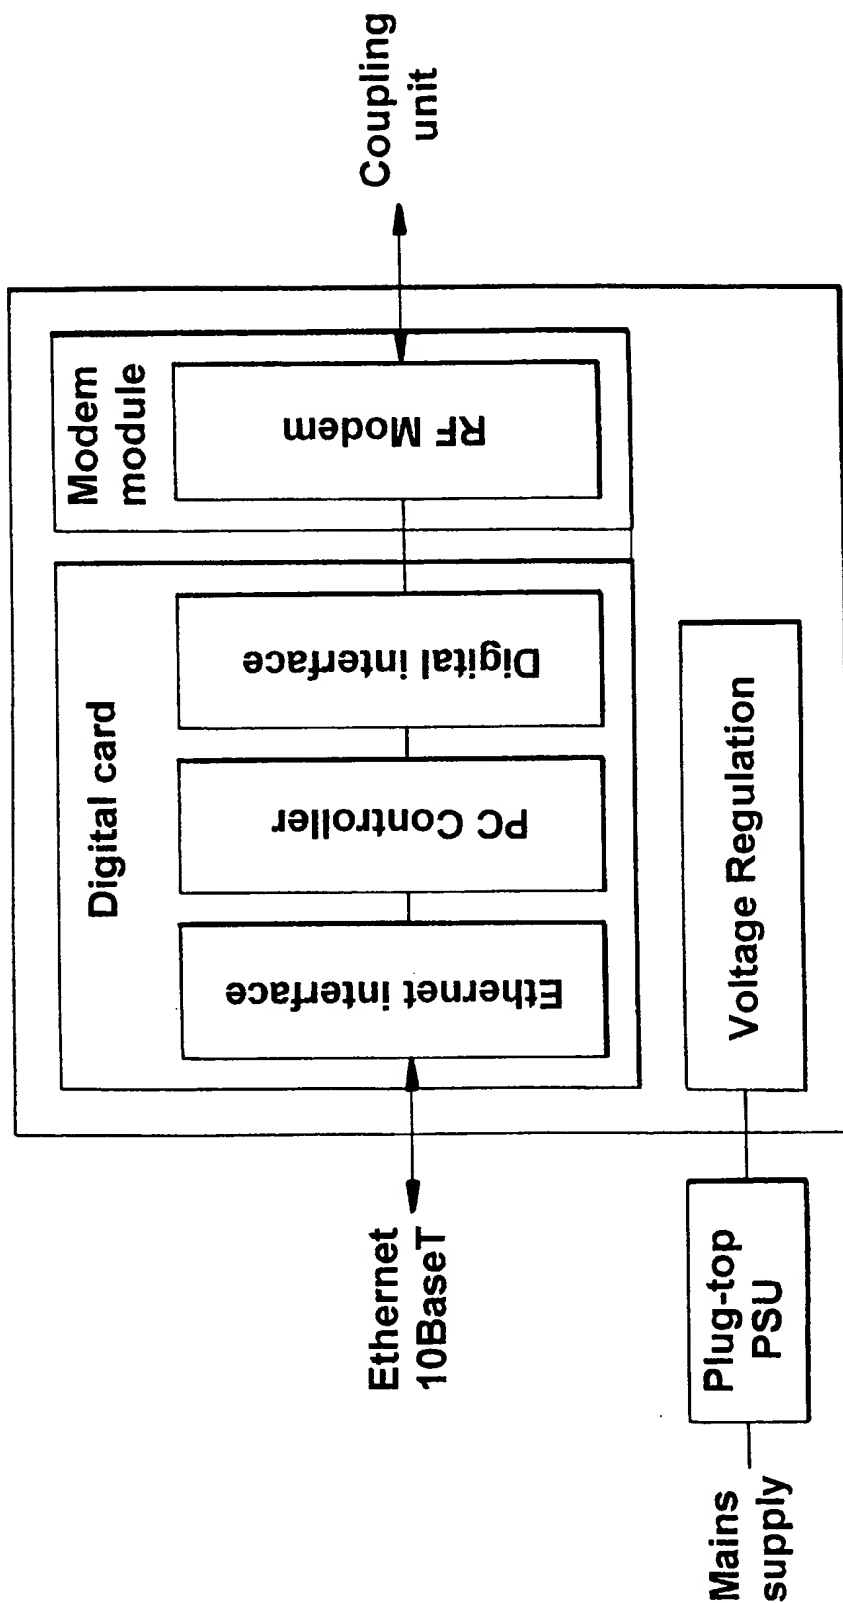 Digital card
Modem
module
Ethernet
10BaseT
Ethernet interface
PC Controller
Digital interface
RF Modem
Coupling
unit
Mains
supply
Plug-top
PSU
Voltage Regulation